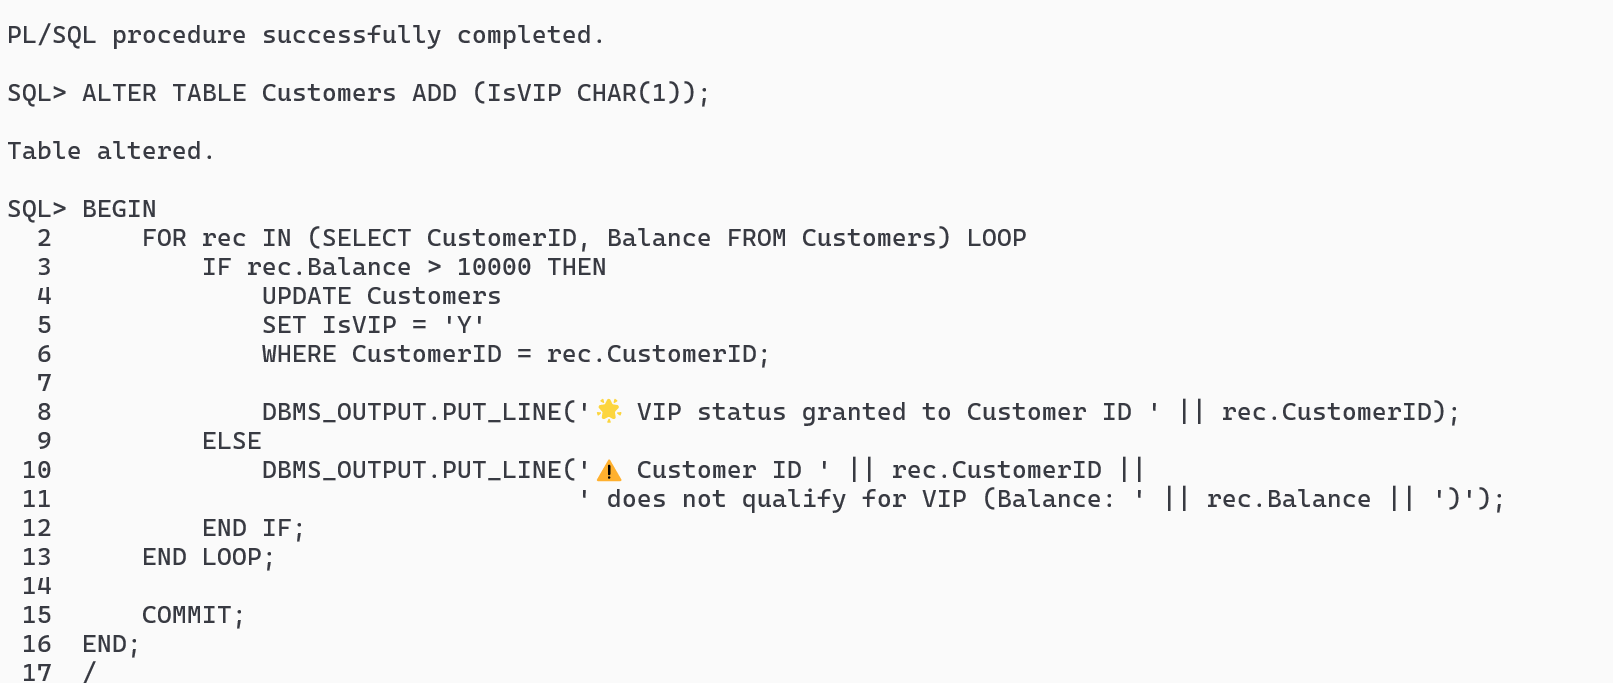 PL/SQL procedure successfully completed.
SQL> ALTER TABLE Customers ADD (IsVIP CHAR(1));
Table altered.
SQL> BEGIN
  2      FOR rec IN (SELECT CustomerID, Balance FROM Customers) LOOP
  3          IF rec.Balance > 10000 THEN
  4              UPDATE Customers
  5              SET IsVIP = 'Y'
  6              WHERE CustomerID = rec.CustomerID;
  7
  8              DBMS_OUTPUT.PUT_LINE('🌟 VIP status granted to Customer ID ' || rec.CustomerID);
  9          ELSE
 10              DBMS_OUTPUT.PUT_LINE('⚠️ Customer ID ' || rec.CustomerID ||
 11                                   ' does not qualify for VIP (Balance: ' || rec.Balance || ')');
 12          END IF;
 13      END LOOP;
 14
 15      COMMIT;
 16  END;
 17  /